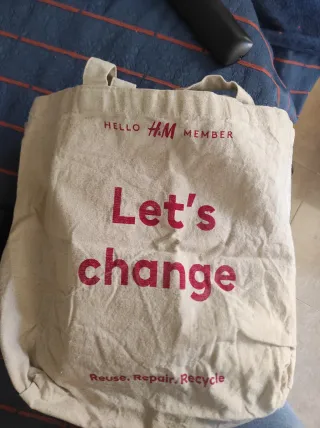 HELLO H&M MEMBER
Let's
change
Reuse. Repair. Recycle